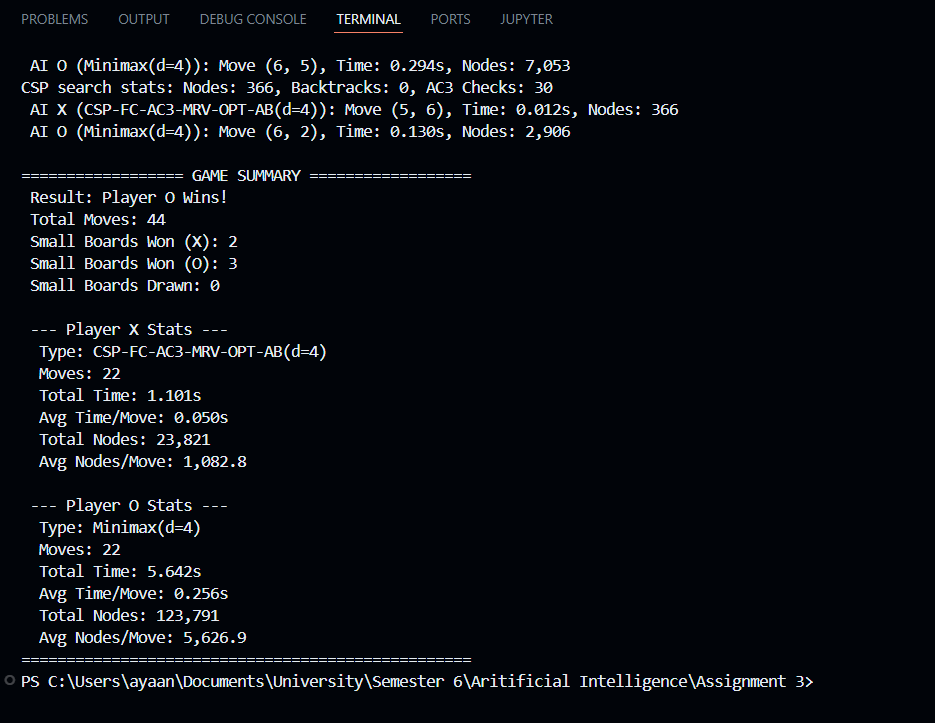 PROBLEMS OUTPUT DEBUG CONSOLE TERMINAL PORTS JUPYTER
AI O (Minimax(d=4)): Move (6, 5), Time: 0.294s, Nodes: 7,053
CSP search stats: Nodes: 366, Backtracks: 0, AC3 Checks: 30
AI X (CSP-FC-AC3-MRV-OPT-AB(d=4)): Move (5, 6), Time: 0.012s, Nodes: 366
AI O (Minimax(d=4)): Move (6, 2), Time: 0.130s, Nodes: 2,906
================== GAME SUMMARY ==================
Result: Player O Wins!
Total Moves: 44
Small Boards Won (X): 2
Small Boards Won (O): 3
Small Boards Drawn: 0
--- Player X Stats ---
Type: CSP-FC-AC3-MRV-OPT-AB(d=4)
Moves: 22
Total Time: 1.101s
Avg Time/Move: 0.050s
Total Nodes: 23,821
Avg Nodes/Move: 1,082.8
--- Player O Stats ---
Type: Minimax(d=4)
Moves: 22
Total Time: 5.642s
Avg Time/Move: 0.256s
Total Nodes: 123,791
Avg Nodes/Move: 5,626.9
==================================================
PS C:\Users\ayaan\Documents\University\Semester 6\Aritificial Intelligence\Assignment 3>